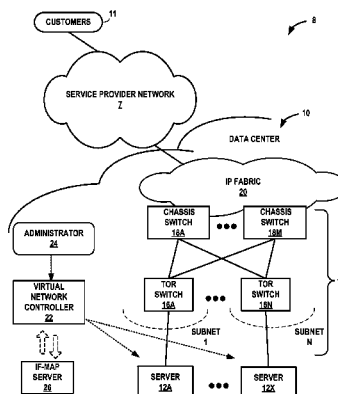 CUSTOMERS
11
8
SERVICE PROVIDER NETWORK
7
10
DATA CENTER
IP FABRIC
20
CHASSIS
SWITCH
18A
CHASSIS
SWITCH
18M
ADMINISTRATOR
24
VIRTUAL
NETWORK
CONTROLLER
22
TOR
SWITCH
16A
TOR
SWITCH
16N
SUBNET
1
SUBNET
N
IF-MAP
SERVER
26
SERVER
12A
SERVER
12X